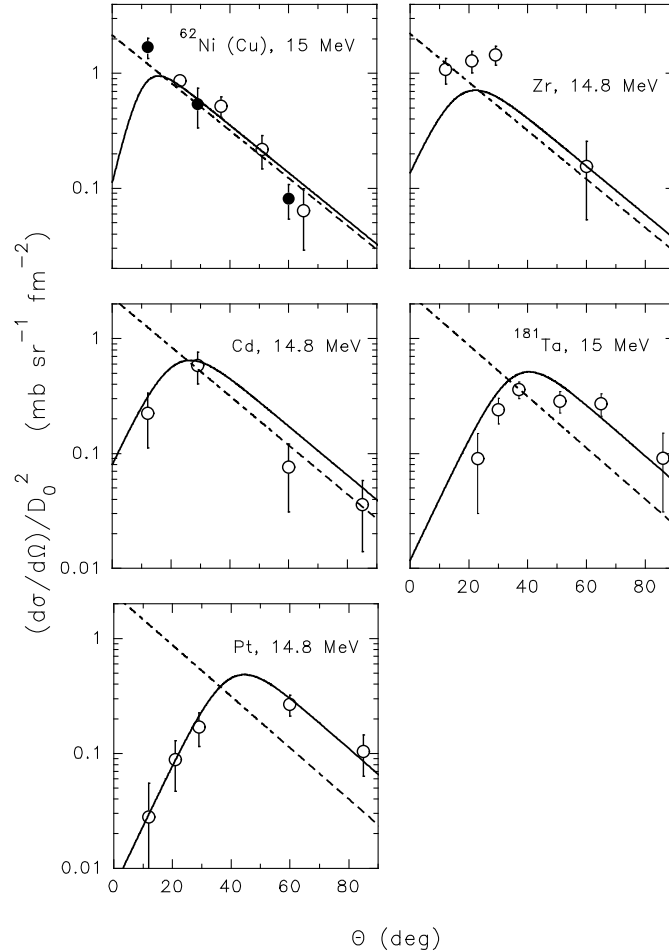 ⁶²Ni (Cu), 15 MeV
Zr, 14.8 MeV
1
0.1
Cd, 14.8 MeV
¹⁸¹Ta, 15 MeV
1
0.1
0.01
0 20 40 60 80
Pt, 14.8 MeV
1
0.1
0.01
0 20 40 60 80
(dσ/dΩ)/D₀² (mb sr⁻¹ fm⁻²)
Θ (deg)